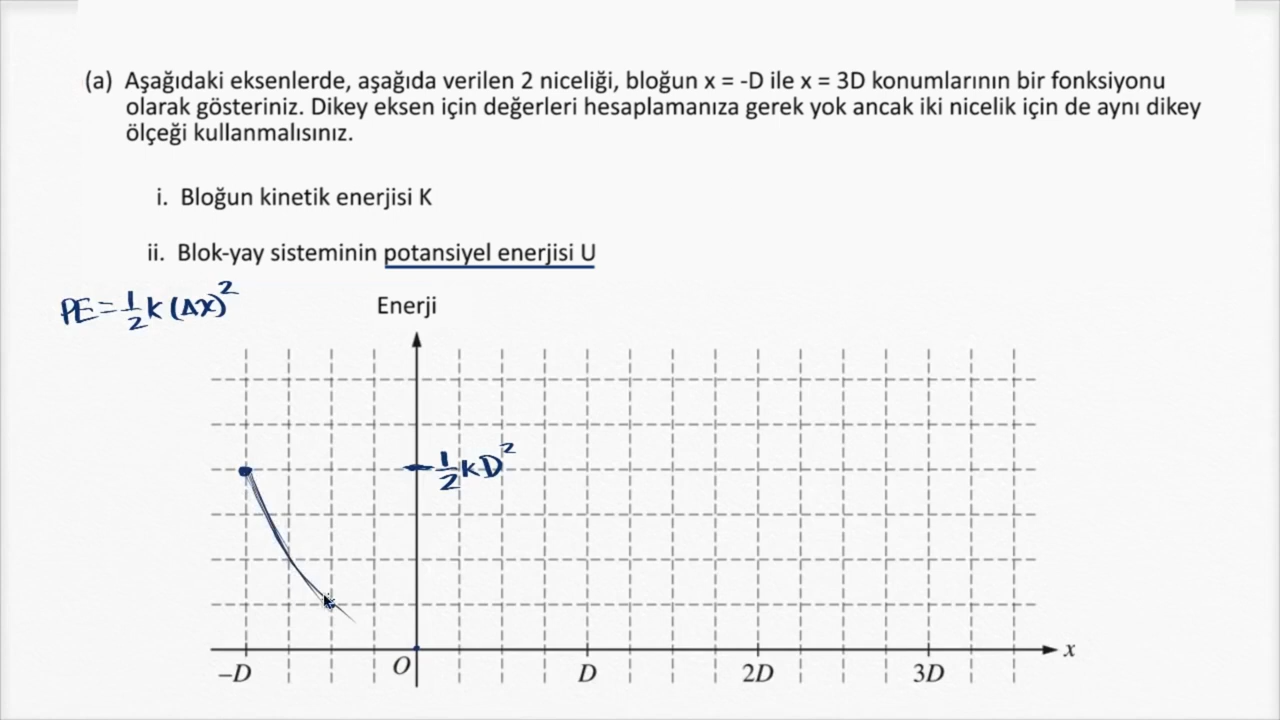 (a) Aşağıdaki eksenlerde, aşağıda verilen 2 niceliği, bloğun x = -D ile x = 3D konumlarının bir fonksiyonu
olarak gösteriniz. Dikey eksen için değerleri hesaplamanıza gerek yok ancak iki nicelik için de aynı dikey
ölçeği kullanmalısınız.
i. Bloğun kinetik enerjisi K
ii. Blok-yay sisteminin potansiyel enerjisi U
PE = 1/2 K (Δx)²
Enerji
1/2 KD²
x
–D O D 2D 3D